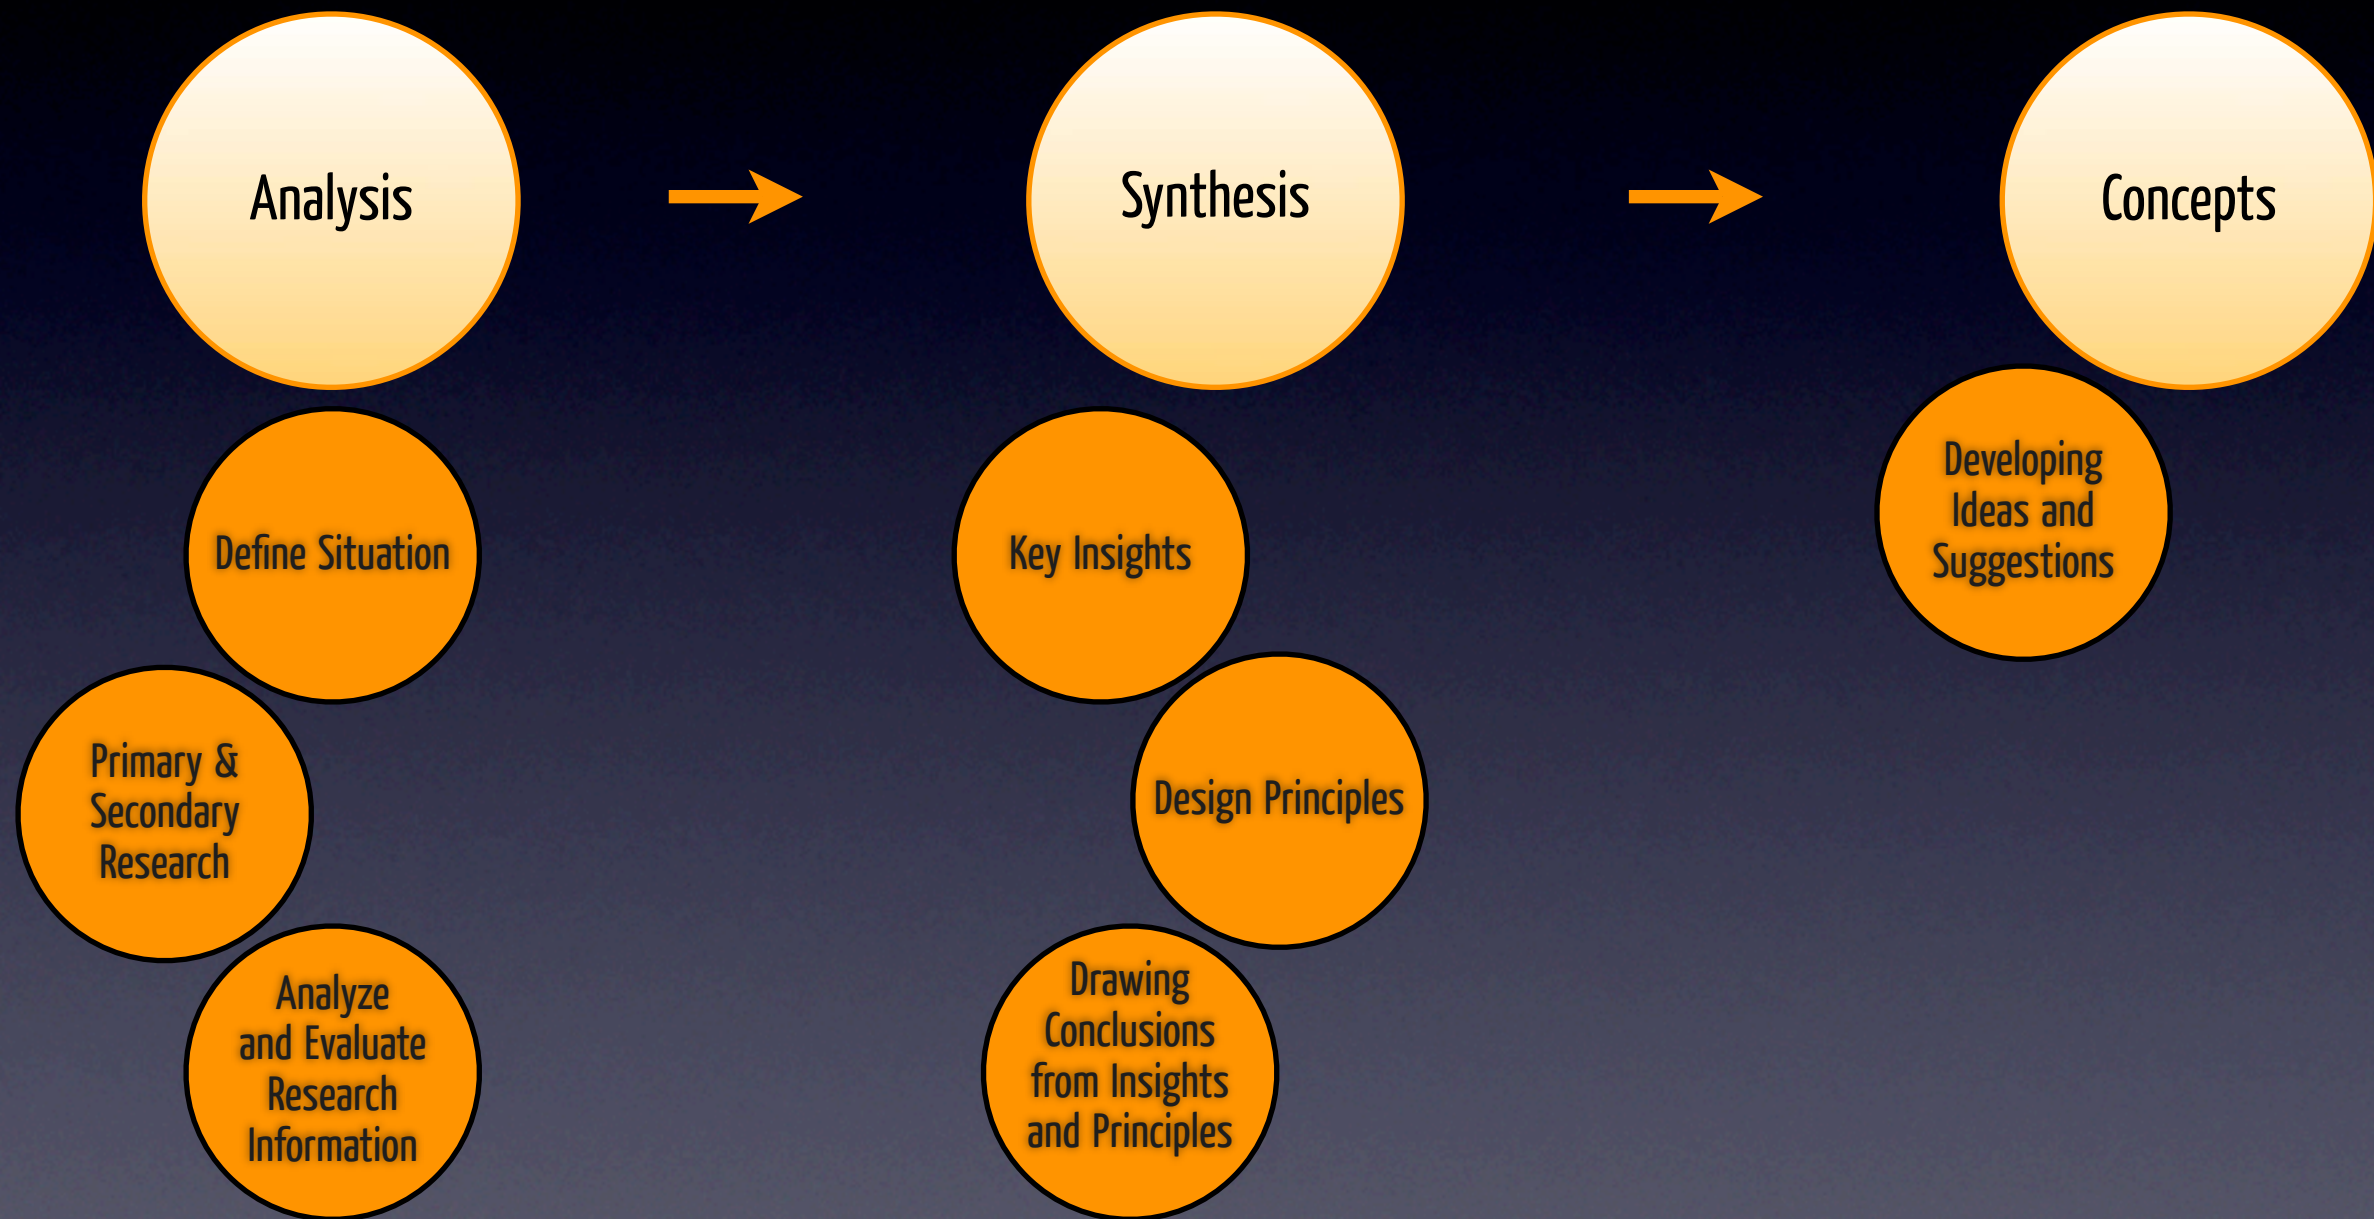 Analysis
Synthesis
Concepts
Define Situation
Primary &
Secondary
Research
Analyze
and Evaluate
Research
Information
Key Insights
Design Principles
Drawing
Conclusions
from Insights
and Principles
Developing
Ideas and
Suggestions